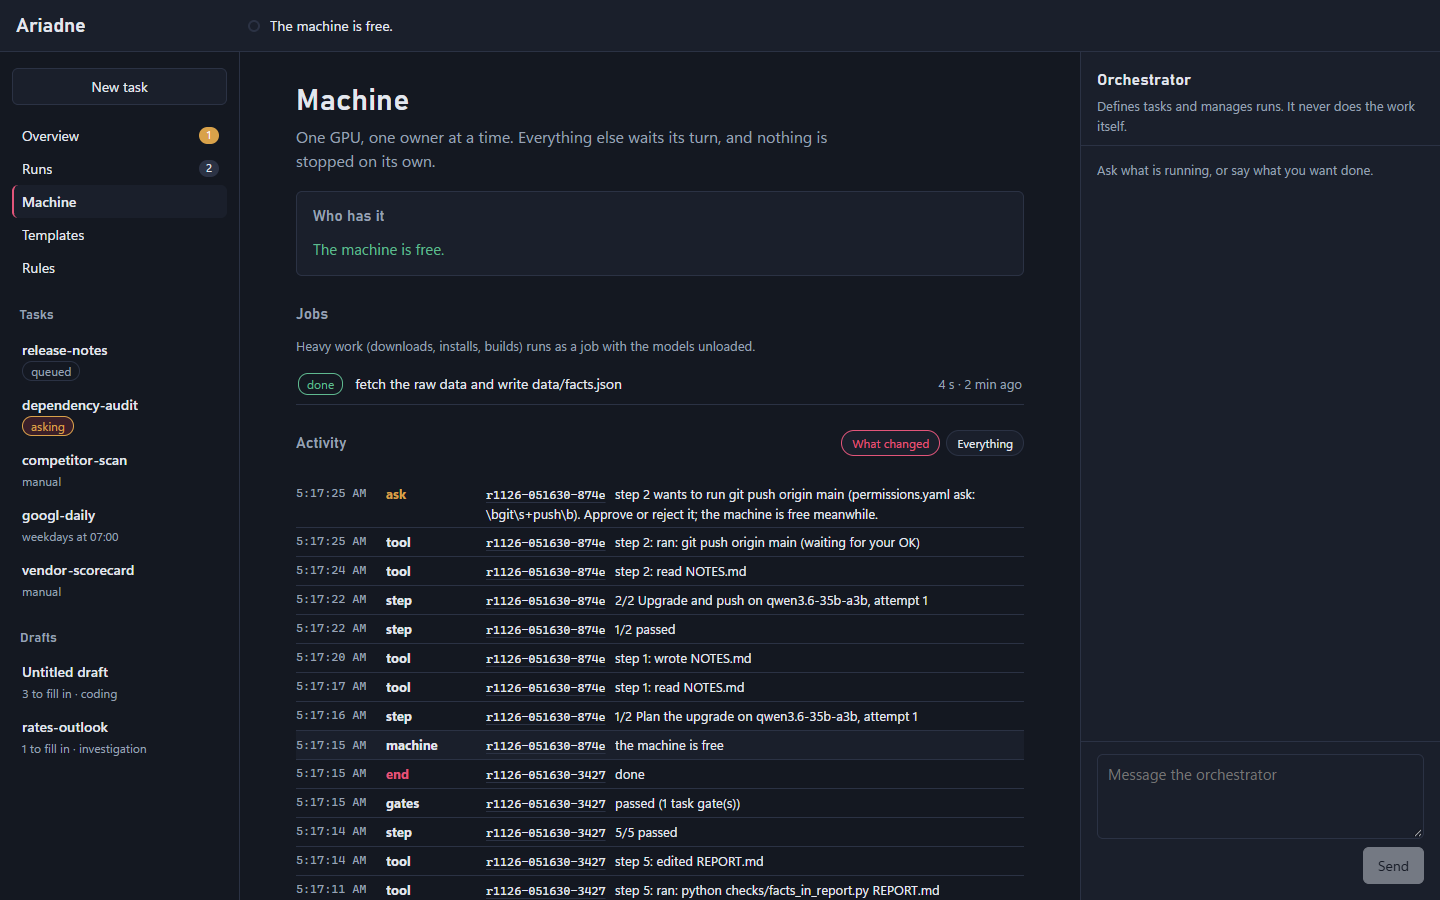 Ariadne
The machine is free.
New task
Overview 1
Runs 2
Machine
Templates
Rules
Tasks
release-notes
queued
dependency-audit
asking
competitor-scan
manual
googl-daily
weekdays at 07:00
vendor-scorecard
manual
Drafts
Untitled draft
3 to fill in · coding
rates-outlook
1 to fill in · investigation
Machine
One GPU, one owner at a time. Everything else waits its turn, and nothing is
stopped on its own.
Who has it
The machine is free.
Jobs
Heavy work (downloads, installs, builds) runs as a job with the models unloaded.
done fetch the raw data and write data/facts.json 4 s · 2 min ago
Activity What changed Everything
5:17:25 AM ask r1126-051630-874e step 2 wants to run git push origin main (permissions.yaml ask:
\bgit\s+push\b). Approve or reject it; the machine is free meanwhile.
5:17:25 AM tool r1126-051630-874e step 2: ran: git push origin main (waiting for your OK)
5:17:24 AM tool r1126-051630-874e step 2: read NOTES.md
5:17:22 AM step r1126-051630-874e 2/2 Upgrade and push on qwen3.6-35b-a3b, attempt 1
5:17:22 AM step r1126-051630-874e 1/2 passed
5:17:20 AM tool r1126-051630-874e step 1: wrote NOTES.md
5:17:17 AM tool r1126-051630-874e step 1: read NOTES.md
5:17:16 AM step r1126-051630-874e 1/2 Plan the upgrade on qwen3.6-35b-a3b, attempt 1
5:17:15 AM machine r1126-051630-874e the machine is free
5:17:15 AM end r1126-051630-3427 done
5:17:15 AM gates r1126-051630-3427 passed (1 task gate(s))
5:17:14 AM step r1126-051630-3427 5/5 passed
5:17:14 AM tool r1126-051630-3427 step 5: edited REPORT.md
5:17:11 AM tool r1126-051630-3427 step 5: ran: python checks/facts_in_report.py REPORT.md
Orchestrator
Defines tasks and manages runs. It never does the work
itself.
Ask what is running, or say what you want done.
Message the orchestrator
Send